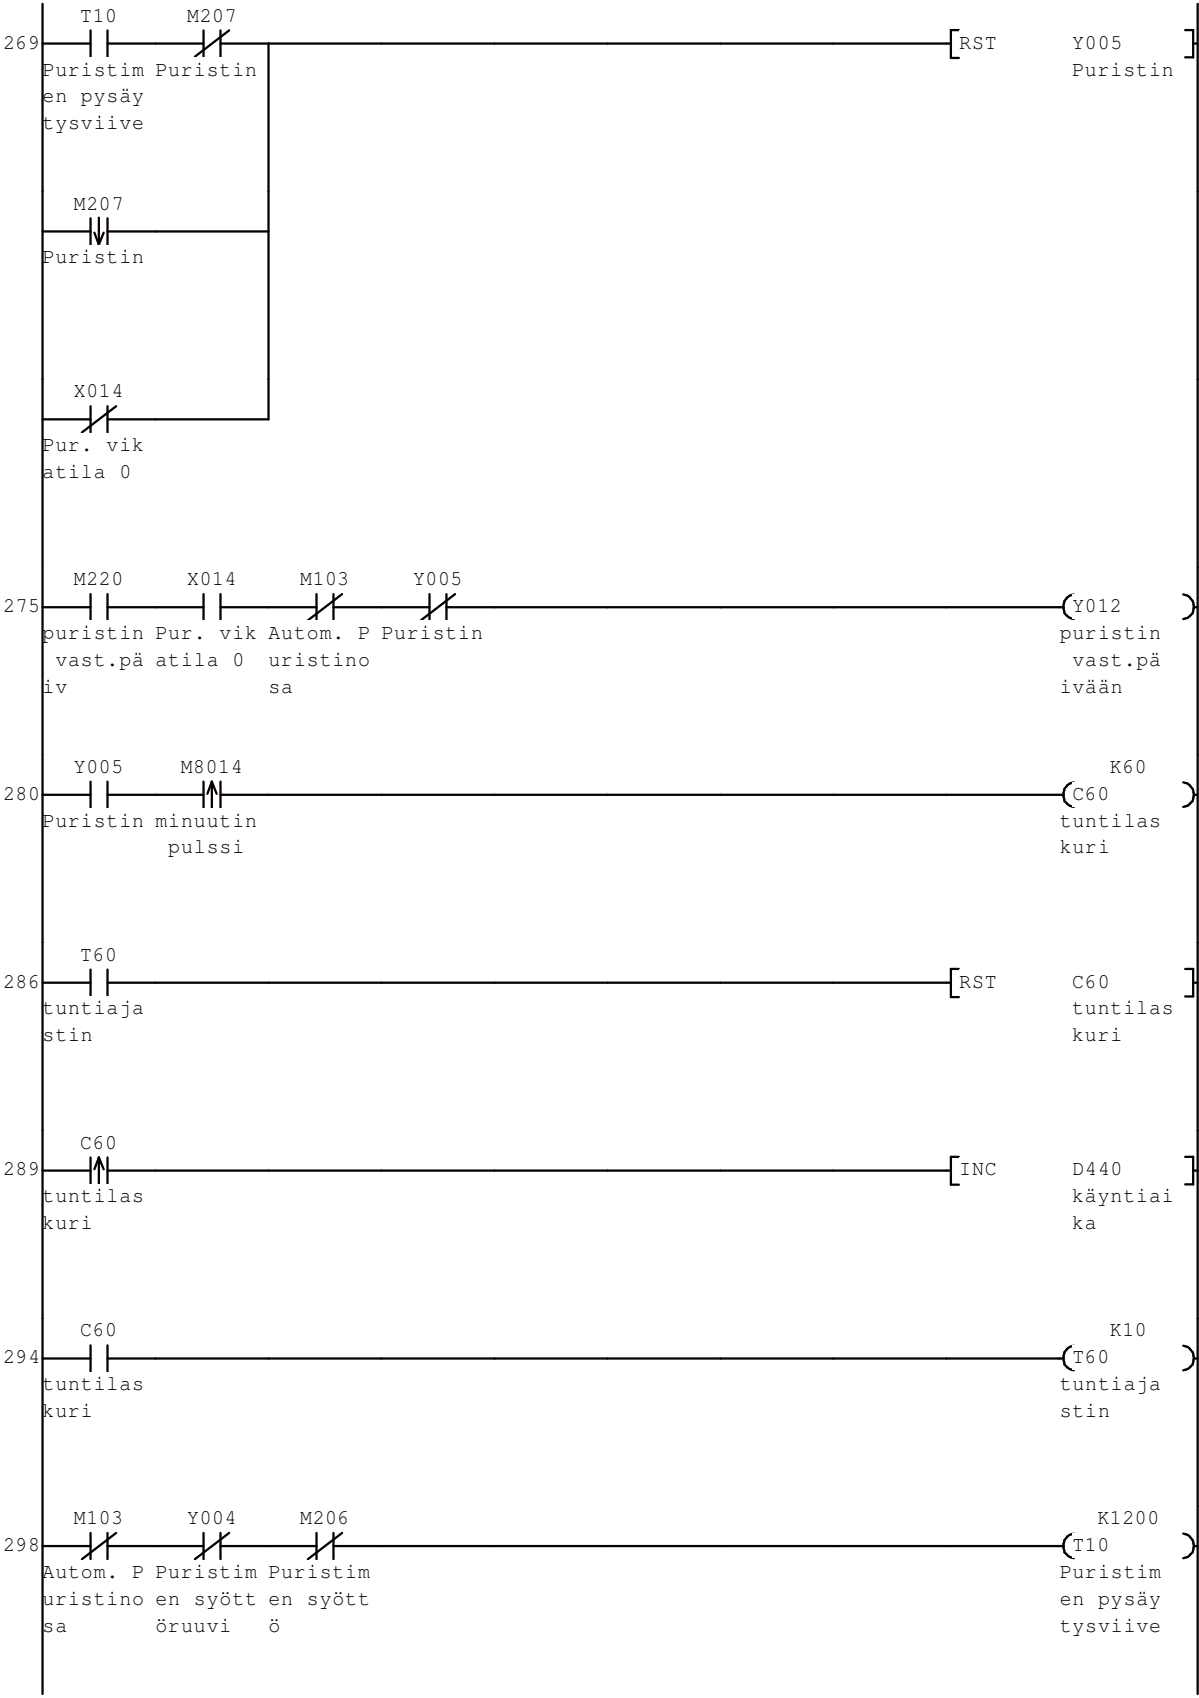 T10 M207
269 RST Y005
Puristim Puristin Puristin
en pysäy
tysviive
M207
Puristin
X014
Pur. vik
atila 0
M220 X014 M103 Y005
275 Y012
puristin Pur. vik Autom. P Puristin puristin
vast.pä atila 0 uristino vast.pä
iv sa ivään
Y005 M8014 K60
280 C60
Puristin minuutin tuntilas
pulssi kuri
T60
286 RST C60
tuntiaja tuntilas
stin kuri
C60
289 INC D440
tuntilas käyntiai
kuri ka
C60 K10
294 T60
tuntilas tuntiaja
kuri stin
M103 Y004 M206 K1200
298 T10
Autom. P Puristim Puristim Puristim
uristino en syött en syött en pysäy
sa öruuvi ö tysviive